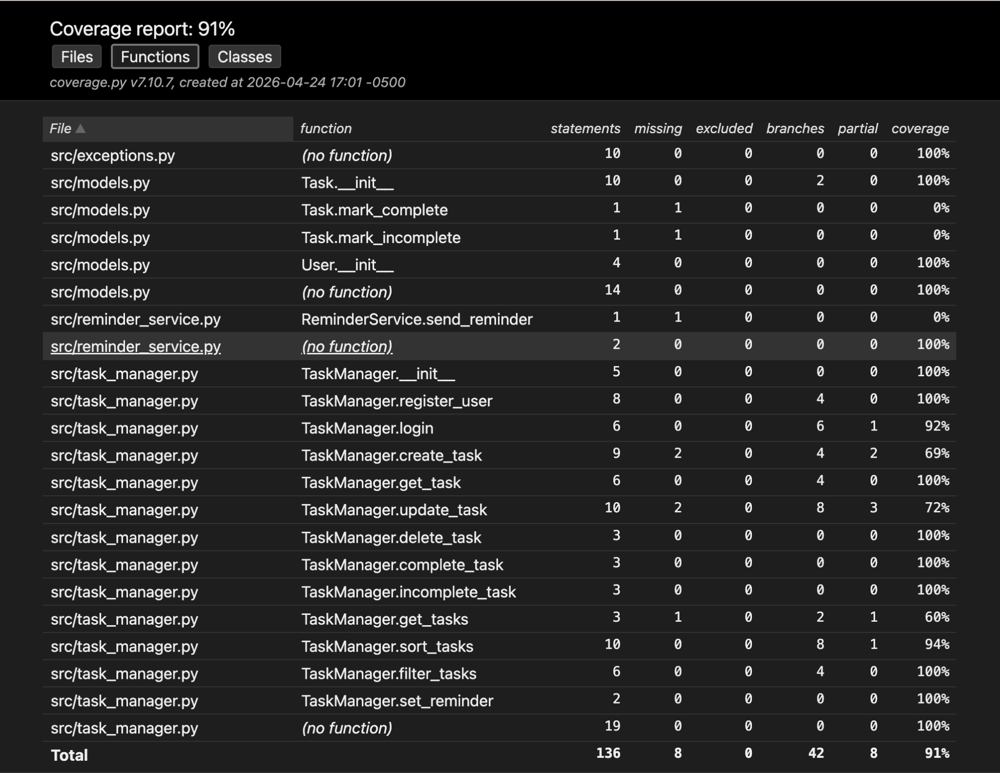 Coverage report: 91%
Files Functions Classes
coverage.py v7.10.7, created at 2026-04-24 17:01 -0500
File ▲ function statements missing excluded branches partial coverage
src/exceptions.py (no function) 10 0 0 0 0 100%
src/models.py Task.__init__ 10 0 0 2 0 100%
src/models.py Task.mark_complete 1 1 0 0 0 0%
src/models.py Task.mark_incomplete 1 1 0 0 0 0%
src/models.py User.__init__ 4 0 0 0 0 100%
src/models.py (no function) 14 0 0 0 0 100%
src/reminder_service.py ReminderService.send_reminder 1 1 0 0 0 0%
src/reminder_service.py (no function) 2 0 0 0 0 100%
src/task_manager.py TaskManager.__init__ 5 0 0 0 0 100%
src/task_manager.py TaskManager.register_user 8 0 0 4 0 100%
src/task_manager.py TaskManager.login 6 0 0 6 1 92%
src/task_manager.py TaskManager.create_task 9 2 0 4 2 69%
src/task_manager.py TaskManager.get_task 6 0 0 4 0 100%
src/task_manager.py TaskManager.update_task 10 2 0 8 3 72%
src/task_manager.py TaskManager.delete_task 3 0 0 0 0 100%
src/task_manager.py TaskManager.complete_task 3 0 0 0 0 100%
src/task_manager.py TaskManager.incomplete_task 3 0 0 0 0 100%
src/task_manager.py TaskManager.get_tasks 3 1 0 2 1 60%
src/task_manager.py TaskManager.sort_tasks 10 0 0 8 1 94%
src/task_manager.py TaskManager.filter_tasks 6 0 0 4 0 100%
src/task_manager.py TaskManager.set_reminder 2 0 0 0 0 100%
src/task_manager.py (no function) 19 0 0 0 0 100%
Total 136 8 0 42 8 91%